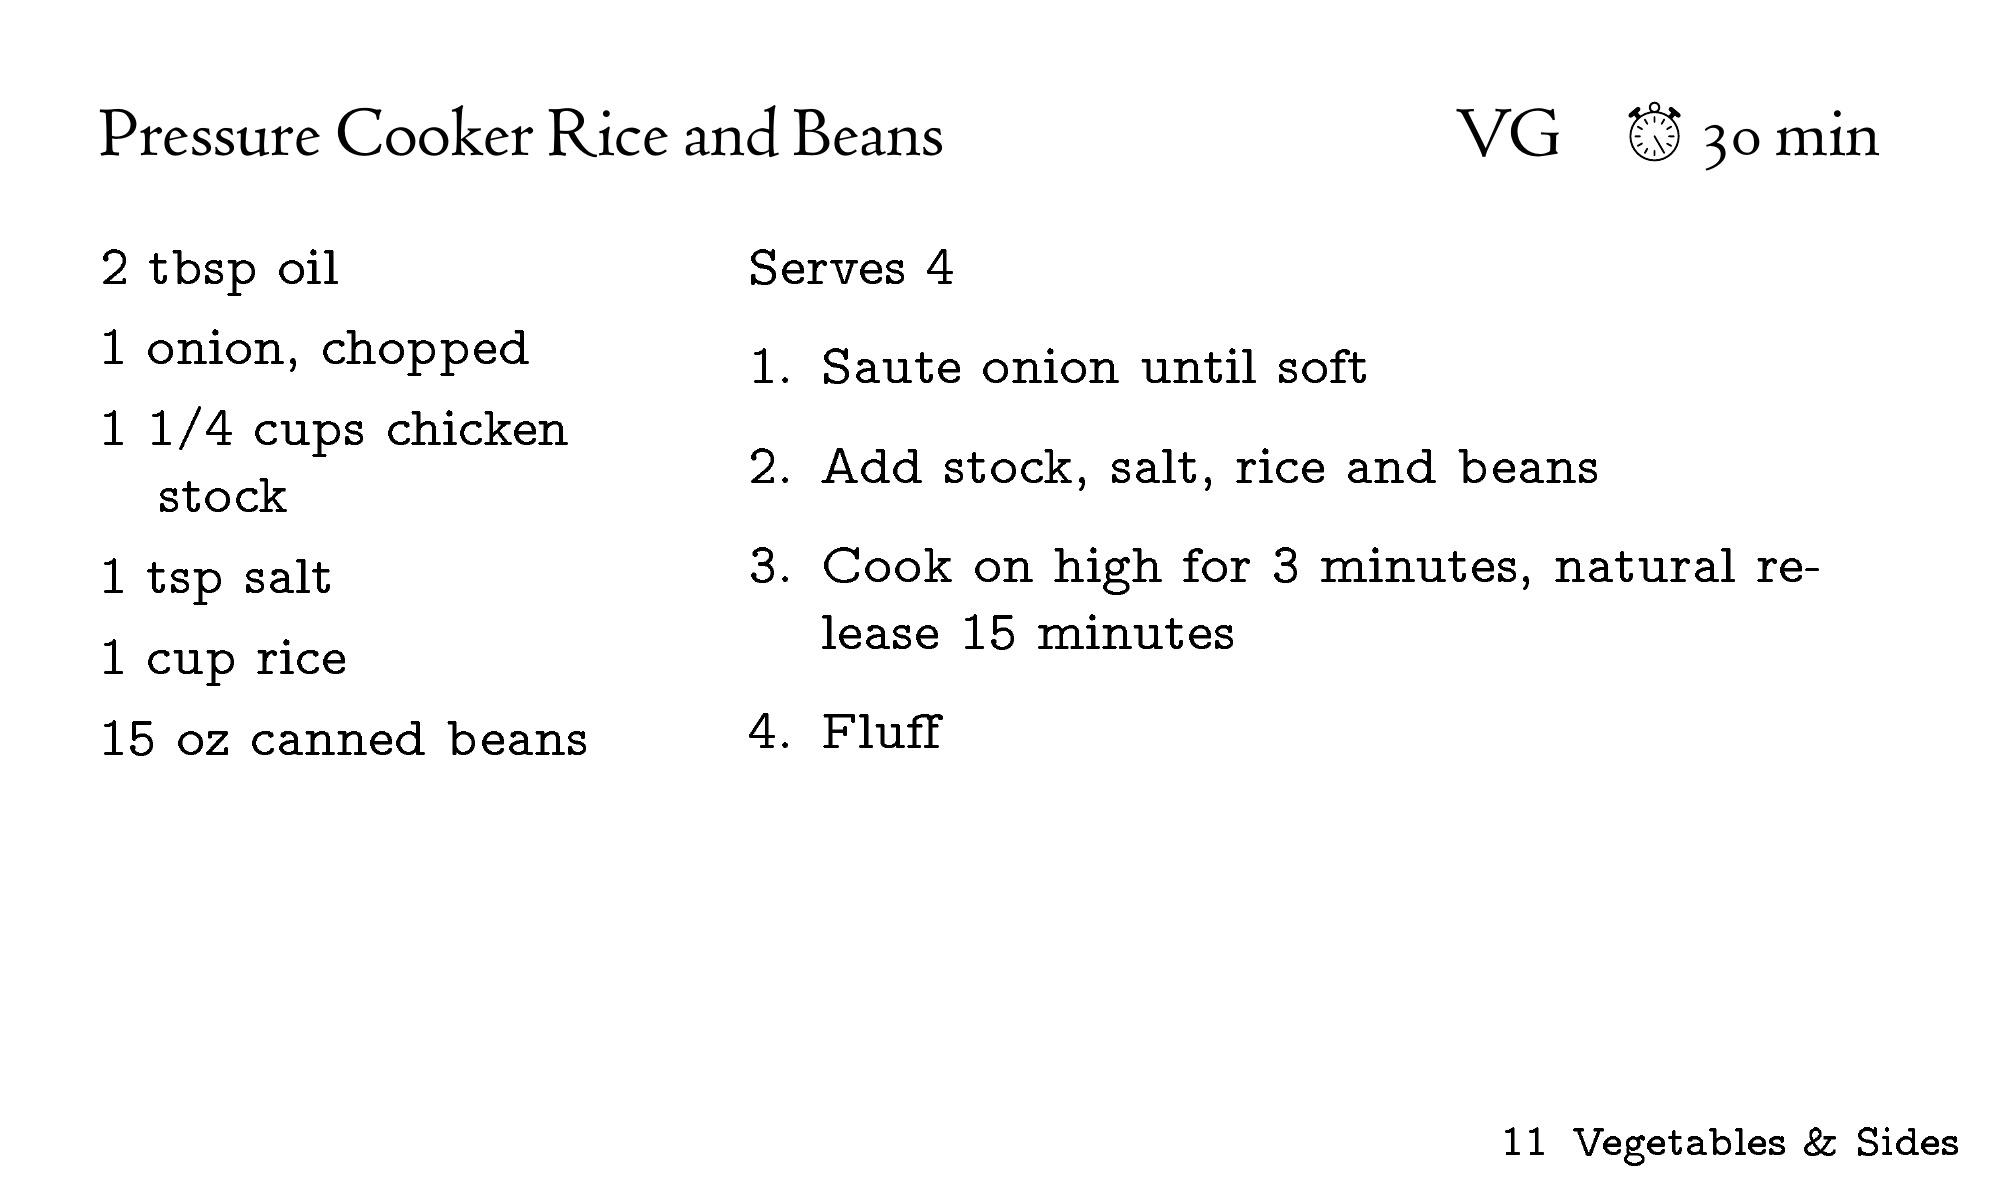 Pressure Cooker Rice and Beans VG 30 min
2 tbsp oil
1 onion, chopped
1 1/4 cups chicken
stock
1 tsp salt
1 cup rice
15 oz canned beans
Serves 4
1. Saute onion until soft
2. Add stock, salt, rice and beans
3. Cook on high for 3 minutes, natural re-
lease 15 minutes
4. Fluff
11 Vegetables & Sides